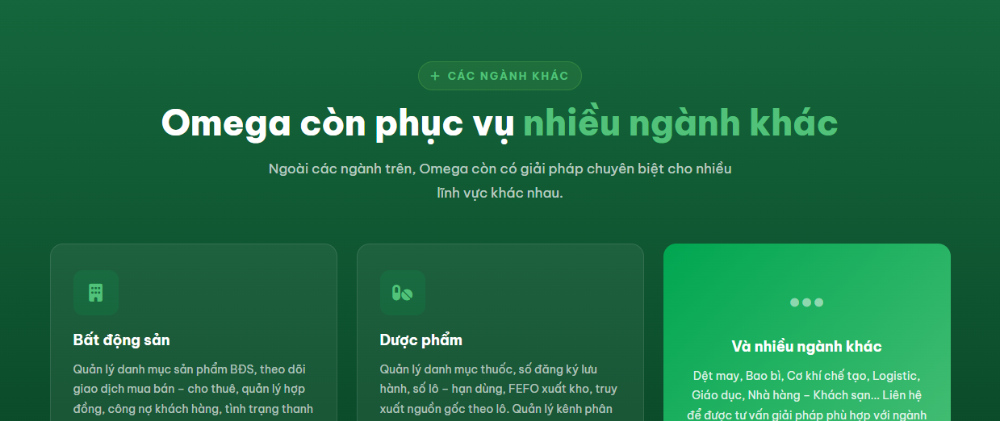 + CÁC NGÀNH KHÁC
Omega còn phục vụ nhiều ngành khác
Ngoài các ngành trên, Omega còn có giải pháp chuyên biệt cho nhiều
lĩnh vực khác nhau.
Bất động sản
Quản lý danh mục sản phẩm BĐS, theo dõi
giao dịch mua bán – cho thuê, quản lý hợp
đồng, công nợ khách hàng, tình trạng thanh
Dược phẩm
Quản lý danh mục thuốc, số đăng ký lưu
hành, số lô – hạn dùng, FEFO xuất kho, truy
xuất nguồn gốc theo lô. Quản lý kênh phân
Và nhiều ngành khác
Dệt may, Bao bì, Cơ khí chế tạo, Logistic,
Giáo dục, Nhà hàng – Khách sạn... Liên hệ
để được tư vấn giải pháp phù hợp với ngành